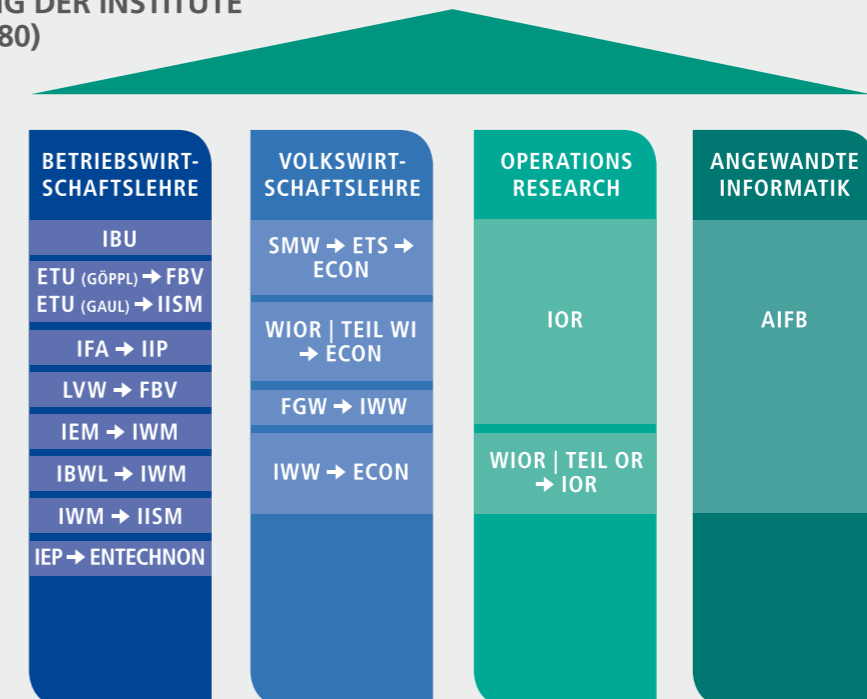 NG DER INSTITUTE
80)
BETRIEBSWIRT-
SCHAFTSLEHRE
IBU
ETU (GÖPPL) → FBV
ETU (GAUL) → IISM
IFA → IIP
LVW → FBV
IEM → IWM
IBWL → IWM
IWM → IISM
IEP → ENTECHNON
VOLKSWIRT-
SCHAFTSLEHRE
SMW → ETS →
ECON
WIOR | TEIL WI
→ ECON
FGW → IWW
IWW → ECON
OPERATIONS
RESEARCH
IOR
WIOR | TEIL OR
→ IOR
ANGEWANDTE
INFORMATIK
AIFB